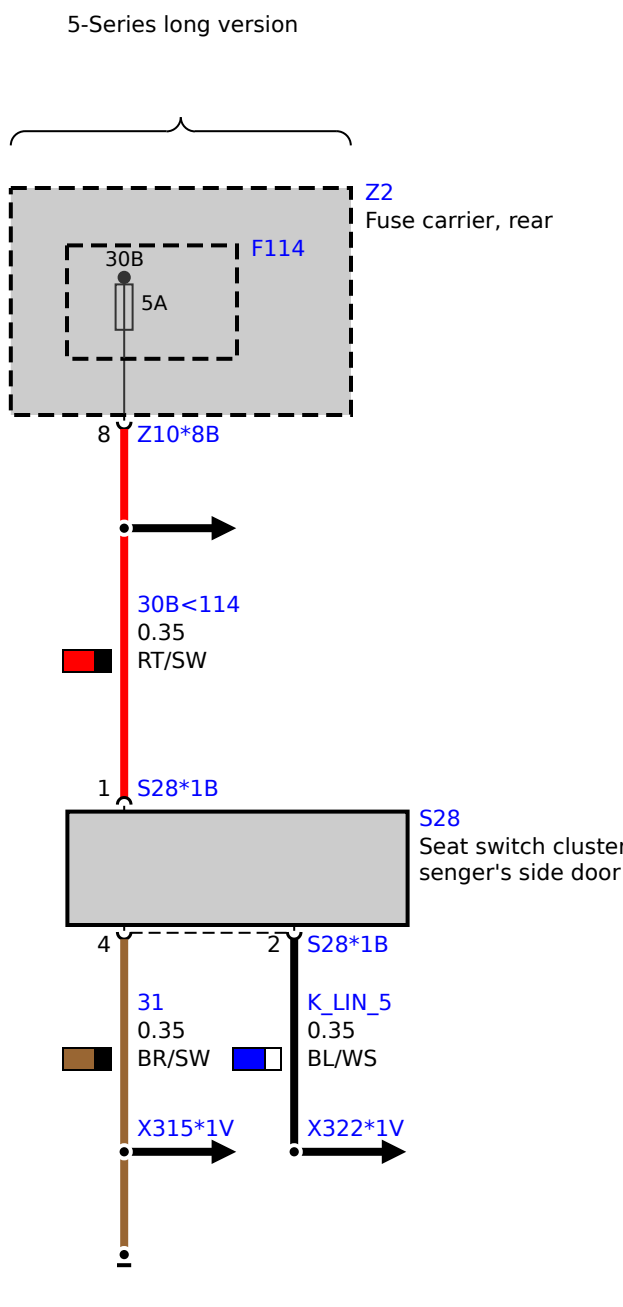 5-Series long version
Z2
Fuse carrier, rear
F114
30B
5A
8 Z10*8B
30B<114
0.35
RT/SW
1 S28*1B
S28
Seat switch cluster
senger's side door
4 2 S28*1B
31 K_LIN_5
0.35 0.35
BR/SW BL/WS
X315*1V X322*1V